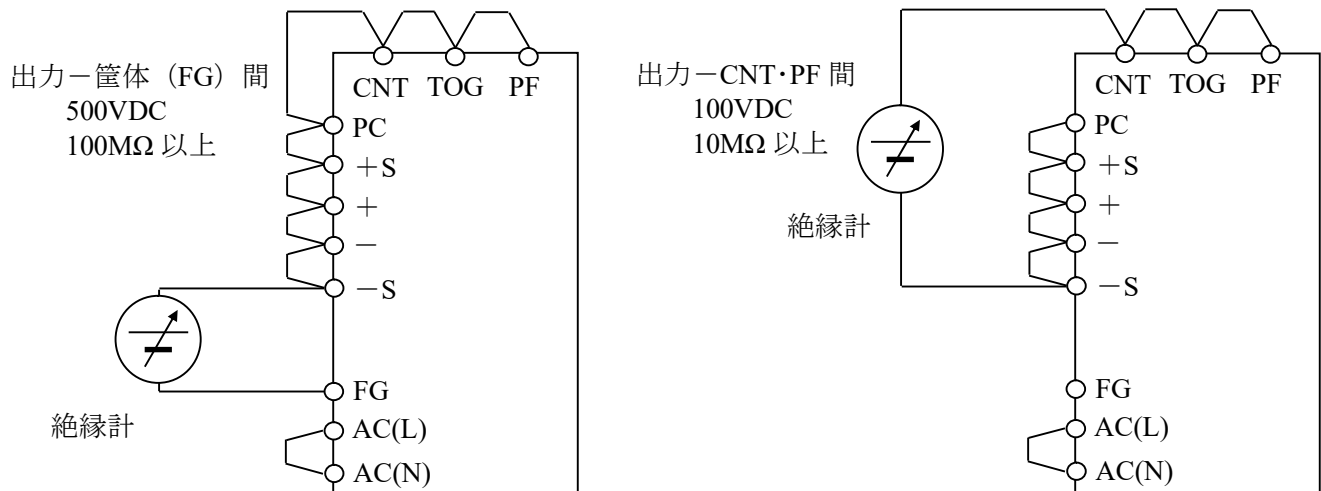 出力－筐体（FG）間
500VDC
100MΩ 以上
CNT TOG PF
PC
＋S
＋
－
－S
FG
AC(L)
AC(N)
絶縁計
出力－CNT･PF 間
100VDC
10MΩ 以上
絶縁計
CNT TOG PF
PC
＋S
＋
－
－S
FG
AC(L)
AC(N)